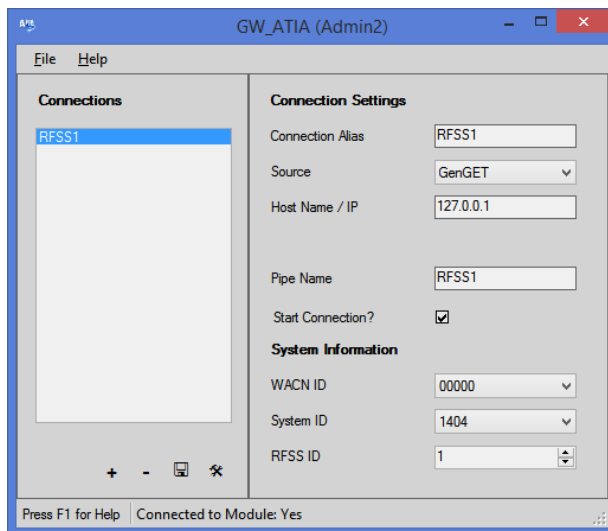 GW_ATIA (Admin2)
File Help
Connections
RFSS1
Connection Settings
Connection Alias RFSS1
Source GenGET
Host Name / IP 127.0.0.1
Pipe Name RFSS1
Start Connection?
System Information
WACN ID 00000
System ID 1404
RFSS ID 1
+ -
Press F1 for Help Connected to Module: Yes